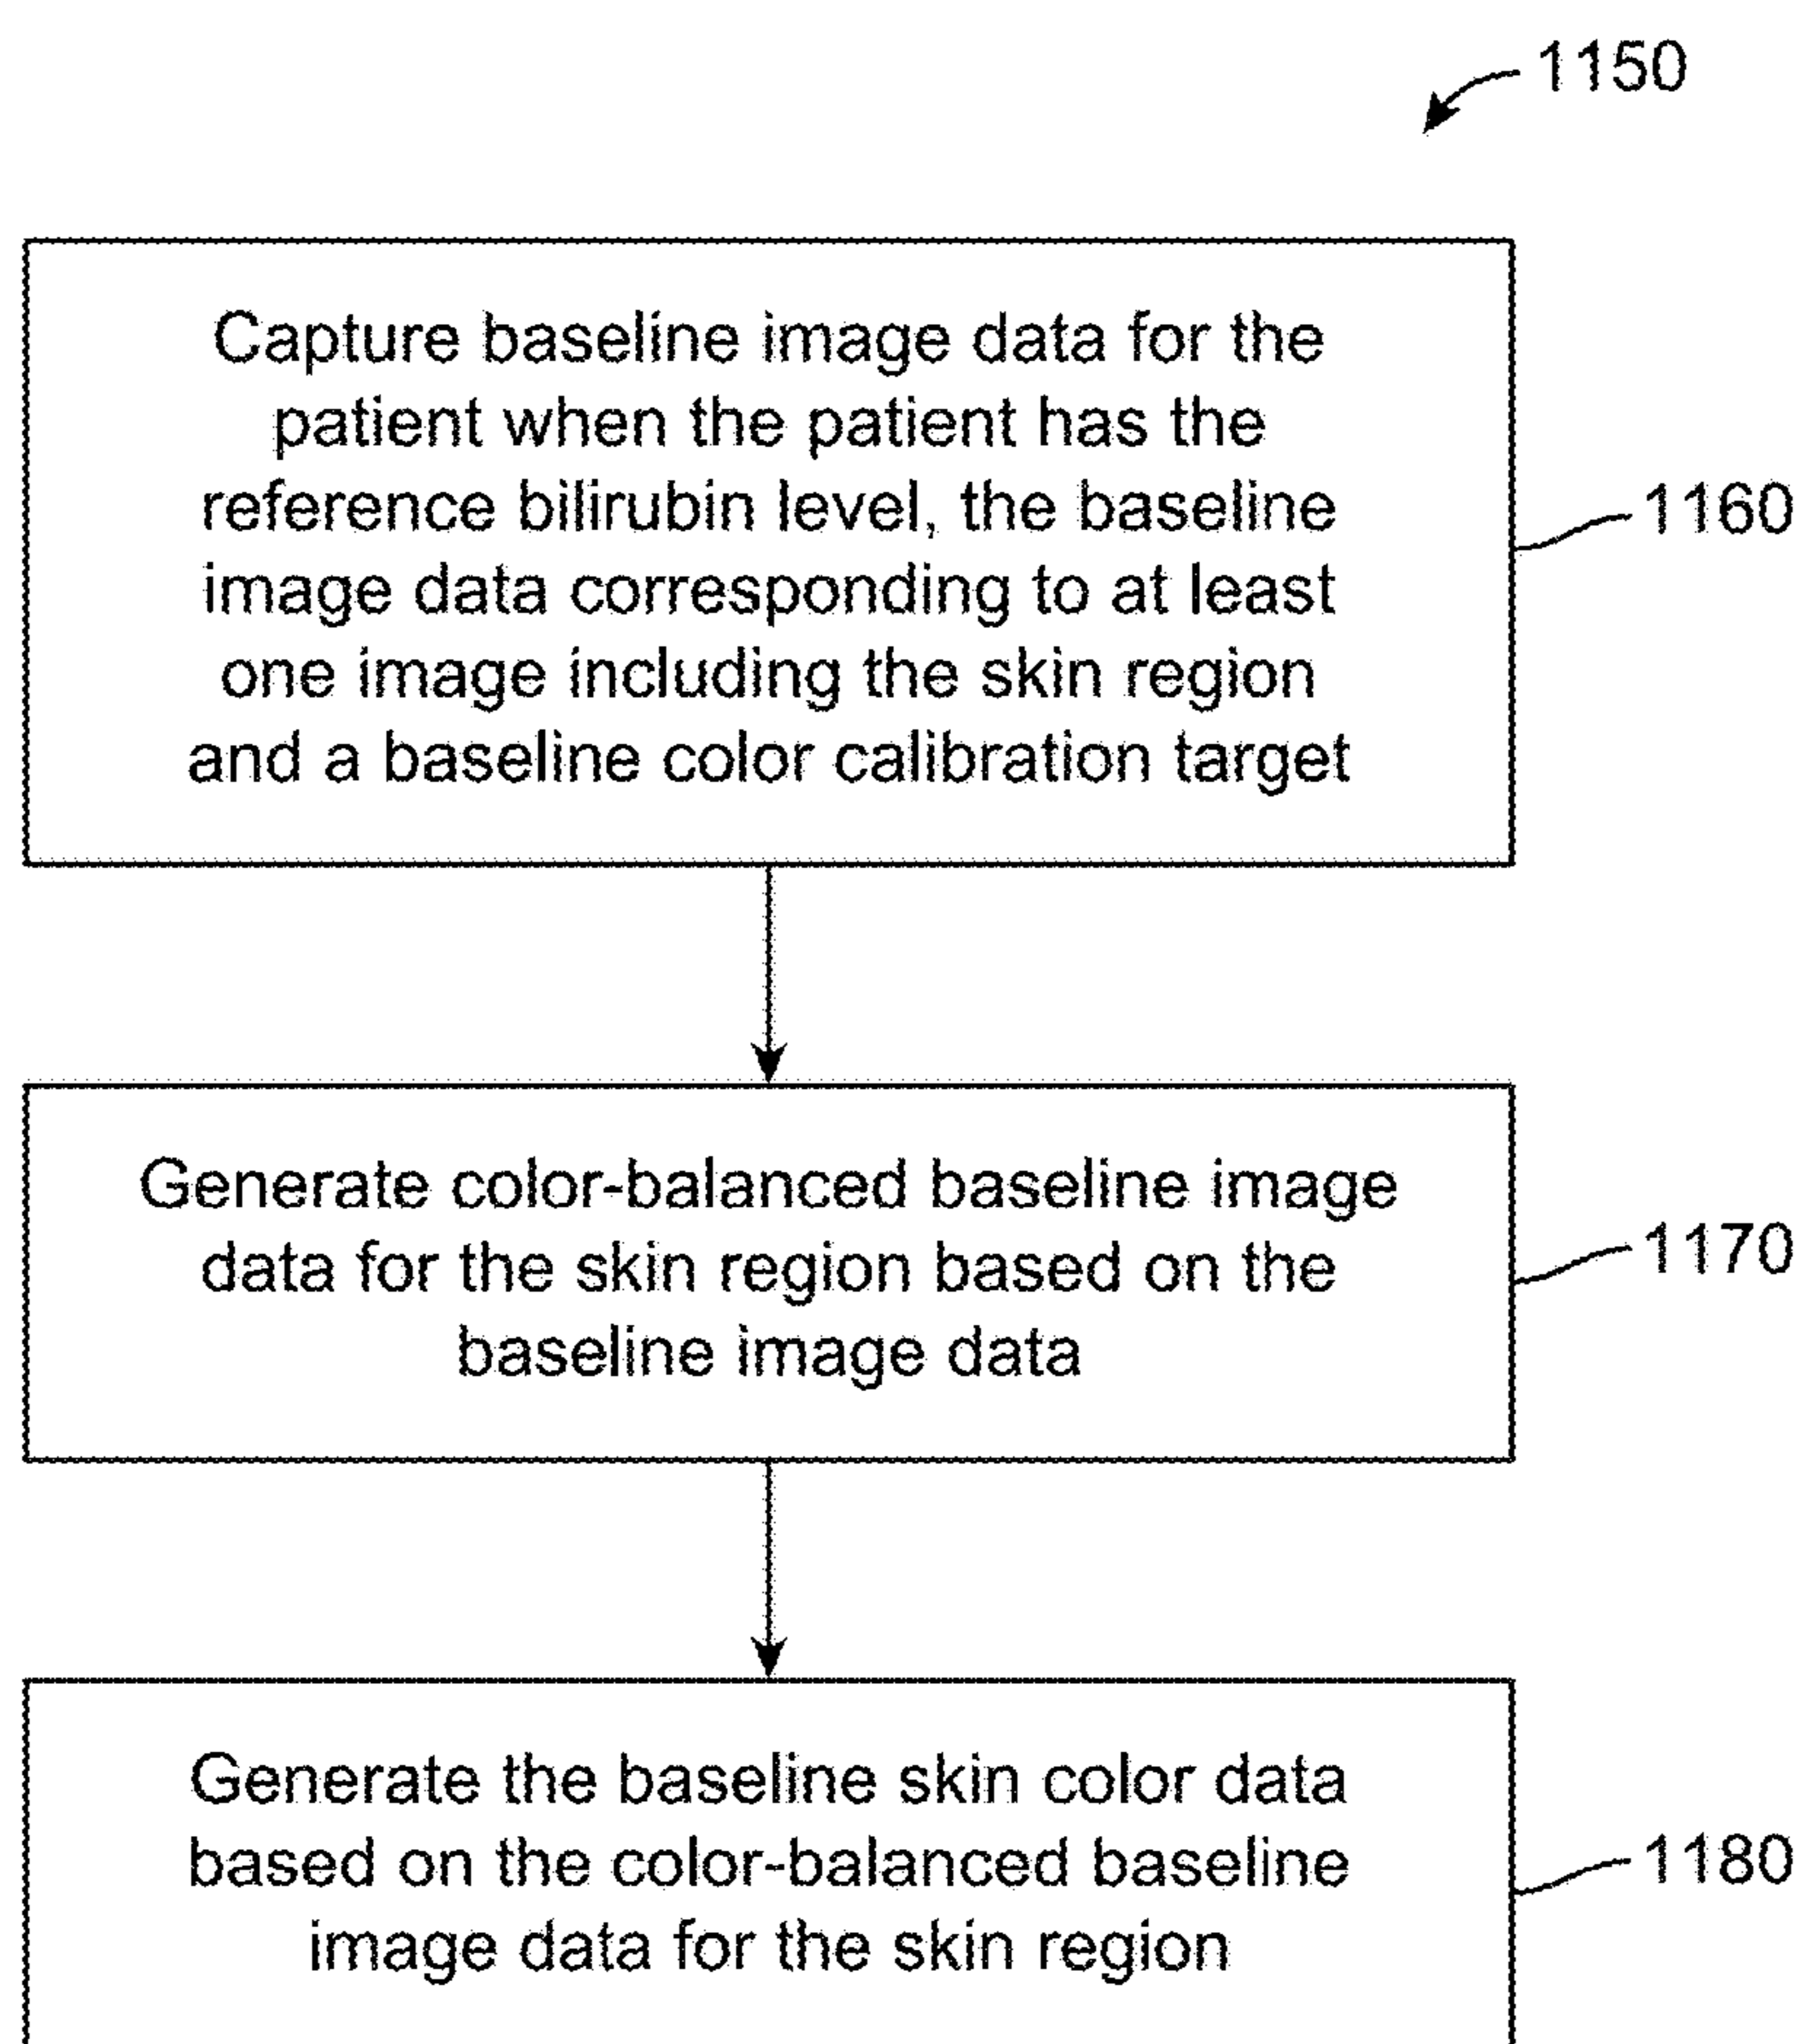 1150
Capture baseline image data for the
patient when the patient has the
reference bilirubin level, the baseline
image data corresponding to at least
one image including the skin region
and a baseline color calibration target
1160
Generate color-balanced baseline image
data for the skin region based on the
baseline image data
1170
Generate the baseline skin color data
based on the color-balanced baseline
image data for the skin region
1180